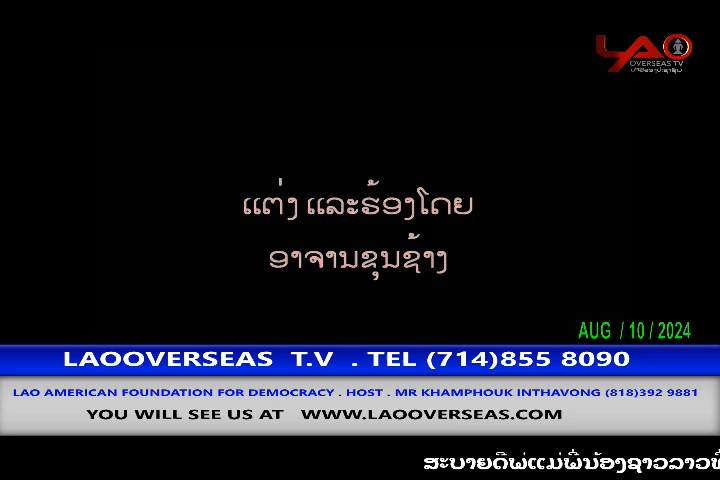 LAO
OVERSEAS TV
ແຕ່ງ ແລະຮ້ອງໂດຍ
ອາຈານຂຸນຊ້າງ
AUG / 10 / 2024
LAOOVERSEAS T.V . TEL (714)855 8090
LAO AMERICAN FOUNDATION FOR DEMOCRACY . HOST . MR KHAMPHOUK INTHAVONG (818)392 9881
YOU WILL SEE US AT WWW.LAOOVERSEAS.COM
ສະບາຍດີພໍ່ແມ່ພີ່ນ້ອງຊາວລາວ